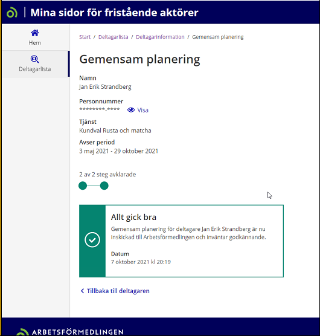 Mina sidor för fristående aktörer
Hem
Deltagarlista
Start / Deltagarlista / Deltagarinformation / Gemensam planering
Gemensam planering
Namn
Jan Erik Strandberg
Personnummer
********-**** Visa
Tjänst
Kundval Rusta och matcha
Avser period
3 maj 2021 - 29 oktober 2021
2 av 2 steg avklarade
Allt gick bra
Gemensam planering för deltagare Jan Erik Strandberg är nu
inskickad till Arbetsförmedlingen och inväntar godkännande.
Datum
7 oktober 2021 kl 20:19
Tillbaka till deltagaren
ARBETSFÖRMEDLINGEN